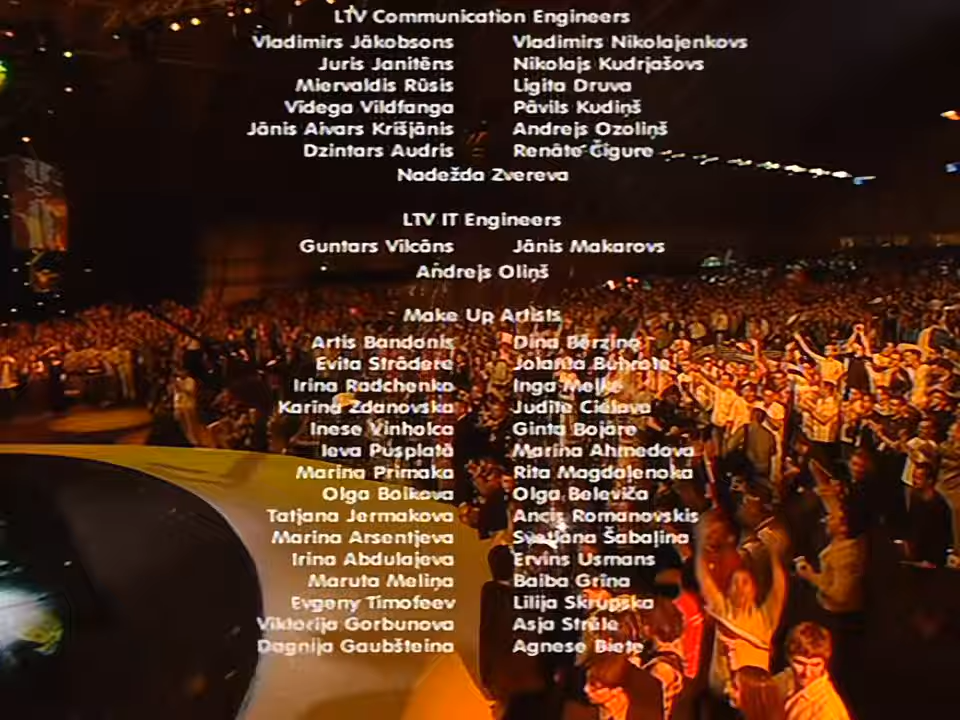 LTV Communication Engineers
Vladimirs Jākobsons Vladimirs Nikolajenkovs
Juris Janitēns Nikolajs Kudrjašovs
Miervaldis Rūsis Ligita Druva
Videga Vildfanga Pāvils Kudiņš
Jānis Aivars Krišjānis Andrejs Ozoliņš
Dzintars Audris Renāte Čigure
Nadežda Zvereva
LTV IT Engineers
Guntars Vilcāns Jānis Makarovs
Andrejs Oliņš
Make Up Artists
Artis Bandonis Dina Bērziņa
Evita Strādere Jolanta
Irina Radchenko Inga
Karina Zdanovska Judīte Cielava
Inese Vinholca Ginta Bojāre
Ieva Pusplatā Marina Ahmedova
Marina Primaka Rita Magdaļenoka
Olga Boikova Olga Beleviča
Tatjana Jermakova Ancis Romanovskis
Marina Arsentjeva Svetlana Šabaļina
Irina Abdulajeva Ervins Usmans
Maruta Meliņa Baiba Grīna
Evgeny Timofeev Lilija Skrupska
Viktorija Gorbunova Asja Strāle
Dagnija Gaubšteina Agnese Biete